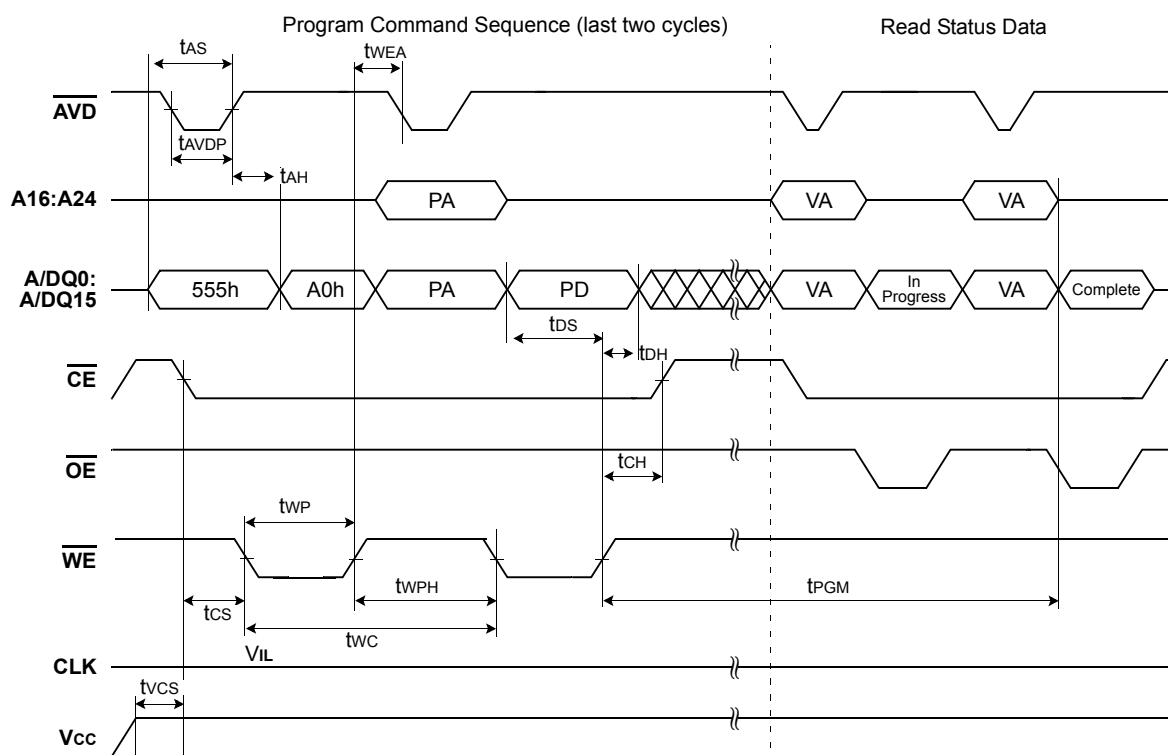 Program Command Sequence (last two cycles)
Read Status Data
tAS
tWEA
AVD
tAVDP
tAH
A16:A24
PA
VA
VA
A/DQ0:
A/DQ15
555h
A0h
PA
PD
VA
In
Progress
VA
Complete
tDS
tDH
CE
OE
tCH
tWP
WE
tWPH
tPGM
tCS
tWC
VIL
CLK
tVCS
Vcc